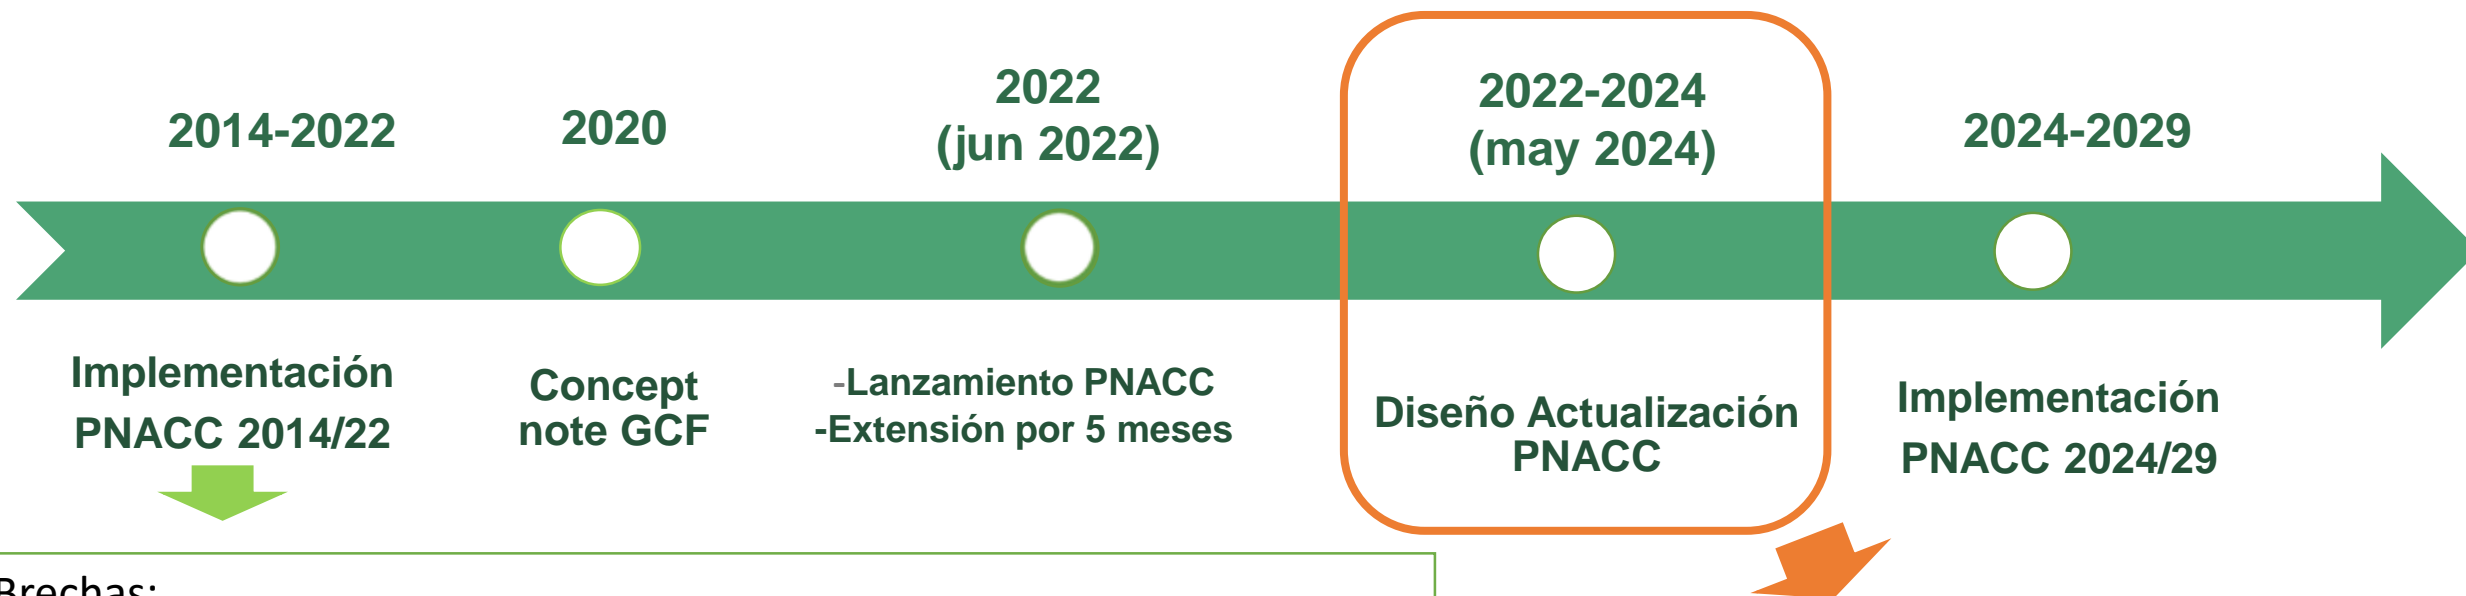 2014-2022
2020
2022
(jun 2022)
2022-2024
(may 2024)
2024-2029
Implementación
PNACC 2014/22
Concept
note GCF
-Lanzamiento PNACC
-Extensión por 5 meses
Diseño Actualización
PNACC
Implementación
PNACC 2024/29
Brechas: